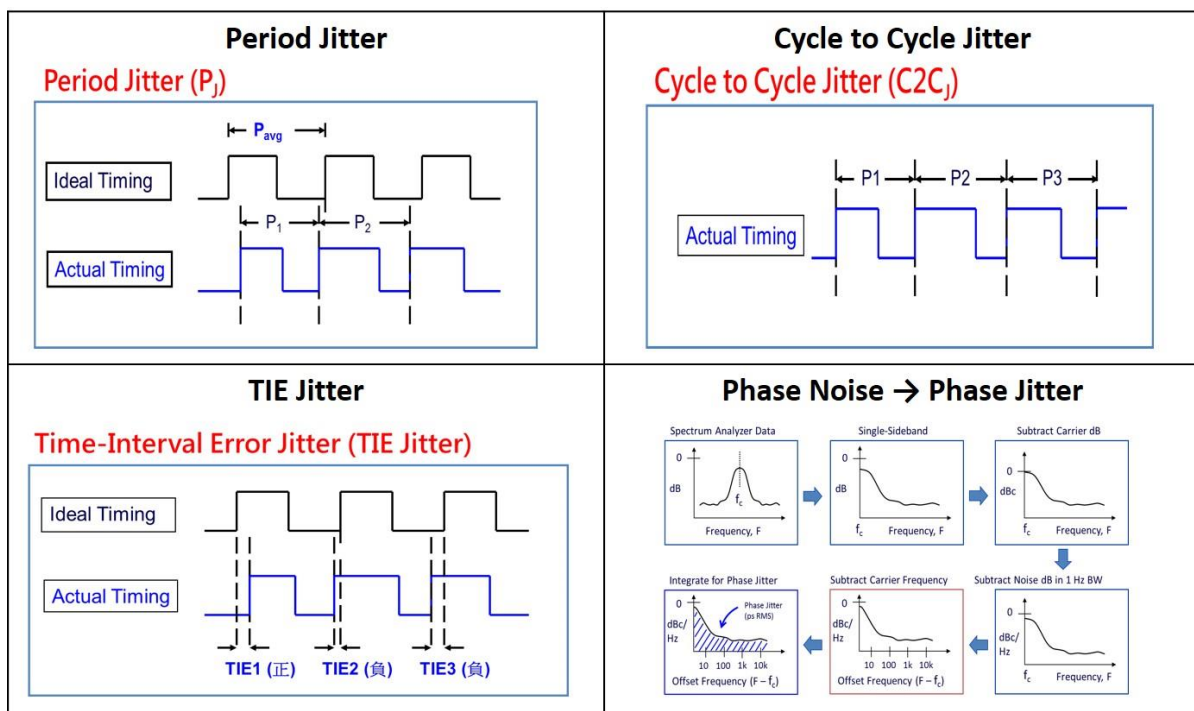 Period Jitter
Period Jitter (PJ)
Pavg
Ideal Timing
P1
P2
Actual Timing
Cycle to Cycle Jitter
Cycle to Cycle Jitter (C2CJ)
P1
P2
P3
Actual Timing
TIE Jitter
Time-Interval Error Jitter (TIE Jitter)
Ideal Timing
Actual Timing
TIE1 (正)
TIE2 (負)
TIE3 (負)
Phase Noise → Phase Jitter
Spectrum Analyzer Data
0
dB
fc
Frequency, F
Single-Sideband
0
dB
fc
Frequency, F
Subtract Carrier dB
0
dBc
fc
Frequency, F
Integrate for Phase Jitter
0
dBc/
Hz
Phase Jitter
(ps RMS)
10 100 1k 10k
Offset Frequency (F – fc)
Subtract Carrier Frequency
0
dBc/
Hz
10 100 1k 10k
Offset Frequency (F – fc)
Subtract Noise dB in 1 Hz BW
0
dBc/
Hz
fc
Frequency, F